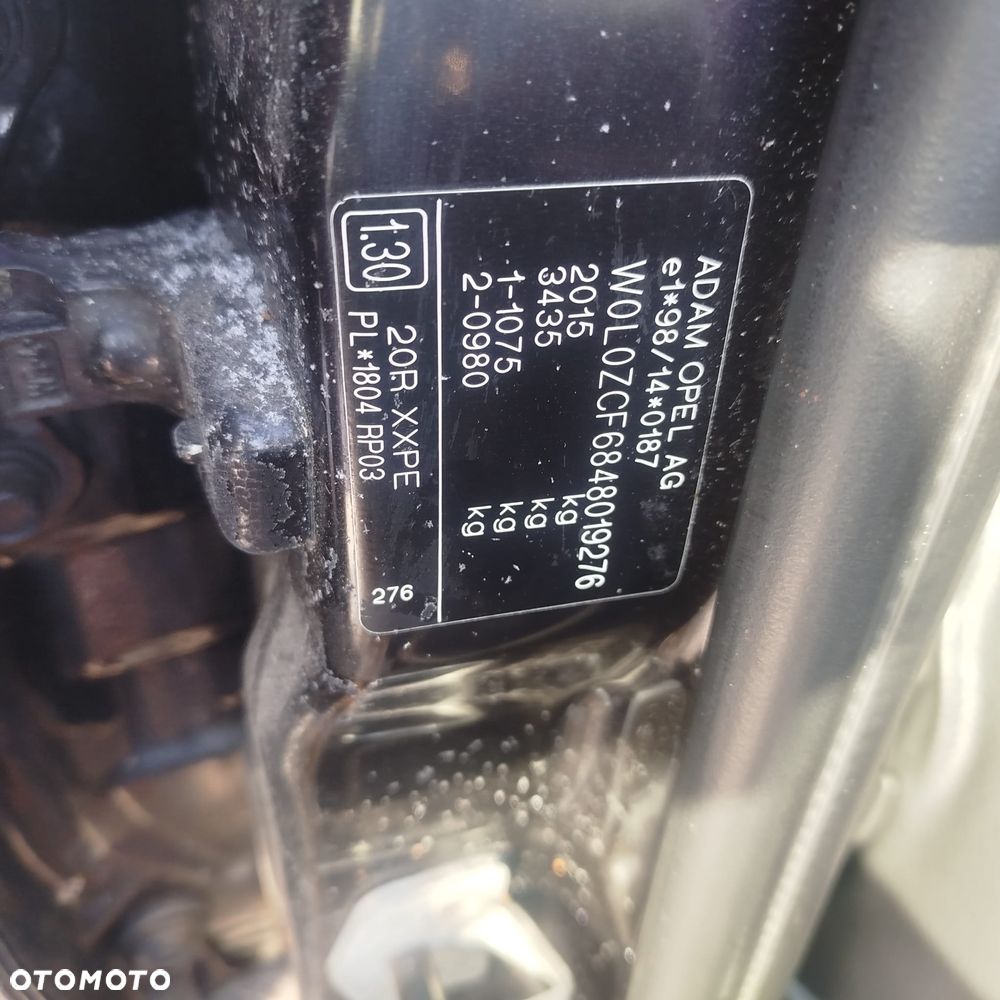 ADAM OPEL AG
e1*98/14*0187
W0L0ZCF6848019276
2015 kg
3435 kg
1-1075 kg
2-0980 kg
1.30
20R XXPE
PL*1804 RP03
276
OTOMOTO